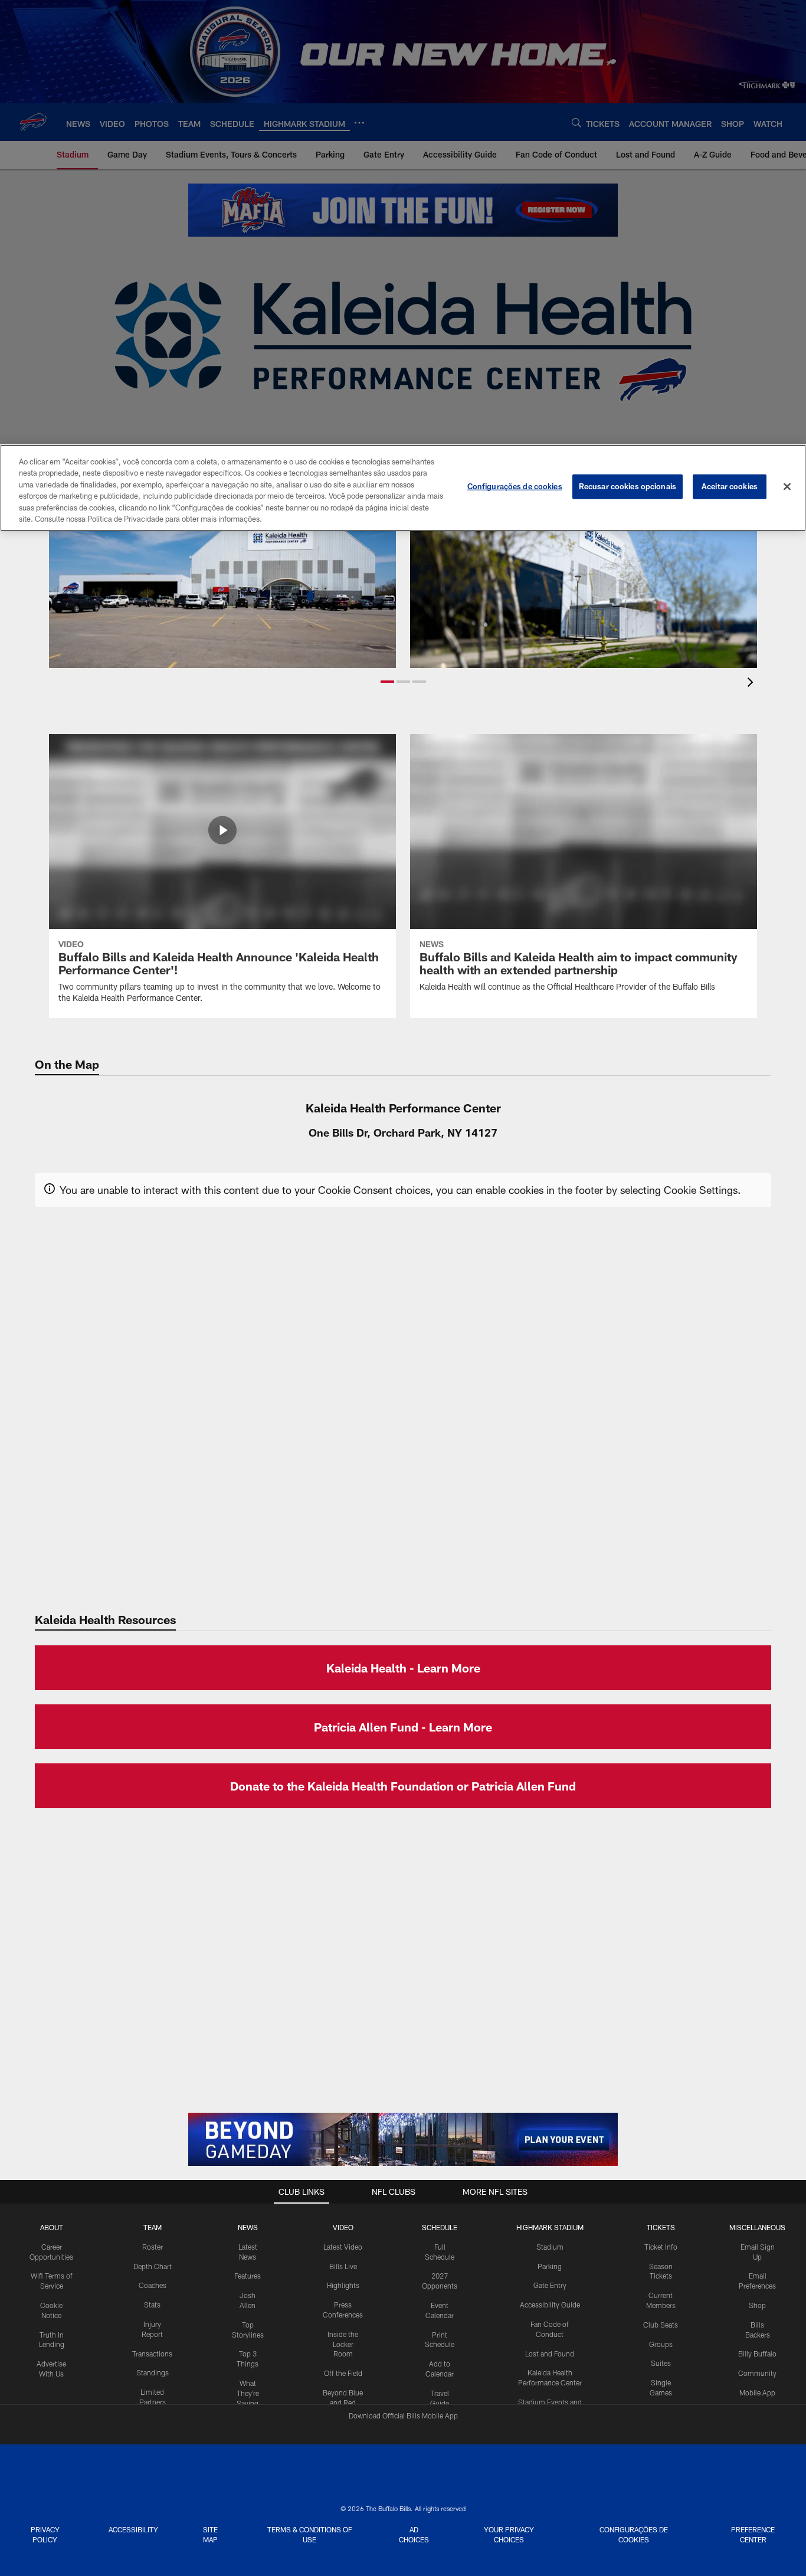 INAUGURAL SEASON
2026
OUR NEW HOME.
HIGHMARK
NEWS VIDEO PHOTOS TEAM SCHEDULE HIGHMARK STADIUM ••• TICKETS ACCOUNT MANAGER SHOP WATCH
Stadium Game Day Stadium Events, Tours & Concerts Parking Gate Entry Accessibility Guide Fan Code of Conduct Lost and Found A-Z Guide Food and Beve
MAFIA JOIN THE FUN! REGISTER NOW
Kaleida Health
PERFORMANCE CENTER
Ao clicar em "Aceitar cookies", você concorda com a coleta, o armazenamento e o uso de cookies e tecnologias semelhantes
nesta propriedade, neste dispositivo e neste navegador específicos. Os cookies e tecnologias semelhantes são usados para
uma série de propósitos como, por exemplo, aperfeiçoar a navegação no site, analisar o uso do site e auxiliar em nossos
esforços de marketing e publicidade, incluindo publicidade direcionada por meio de terceiros. Você pode personalizar ainda mais
suas preferências de cookies, clicando no link "Configurações de cookies" neste banner ou no rodapé da página inicial deste
site. Consulte nossa Política de Privacidade para obter mais informações.
Configurações de cookies
Recusar cookies opcionais
Aceitar cookies
Kaleida Health
Kaleida Health
VIDEO
Buffalo Bills and Kaleida Health Announce 'Kaleida Health
Performance Center'!
Two community pillars teaming up to invest in the community that we love. Welcome to
the Kaleida Health Performance Center.
NEWS
Buffalo Bills and Kaleida Health aim to impact community
health with an extended partnership
Kaleida Health will continue as the Official Healthcare Provider of the Buffalo Bills
On the Map
Kaleida Health Performance Center
One Bills Dr, Orchard Park, NY 14127
You are unable to interact with this content due to your Cookie Consent choices, you can enable cookies in the footer by selecting Cookie Settings.
Kaleida Health Resources
Kaleida Health - Learn More
Patricia Allen Fund - Learn More
Donate to the Kaleida Health Foundation or Patricia Allen Fund
BEYOND
GAMEDAY
PLAN YOUR EVENT
CLUB LINKS NFL CLUBS MORE NFL SITES
ABOUT
Career
Opportunities
Wifi Terms of
Service
Cookie
Notice
Truth In
Lending
Advertise
With Us
TEAM
Roster
Depth Chart
Coaches
Stats
Injury
Report
Transactions
Standings
Limited
Partners
NEWS
Latest
News
Features
Josh
Allen
Top
Storylines
Top 3
Things
What
They're
Saying
VIDEO
Latest Video
Bills Live
Highlights
Press
Conferences
Inside the
Locker
Room
Off the Field
Beyond Blue
and Red
SCHEDULE
Full
Schedule
2027
Opponents
Event
Calendar
Print
Schedule
Add to
Calendar
Travel
Guide
HIGHMARK STADIUM
Stadium
Parking
Gate Entry
Accessibility Guide
Fan Code of
Conduct
Lost and Found
Kaleida Health
Performance Center
Stadium Events and
TICKETS
Ticket Info
Season
Tickets
Current
Members
Club Seats
Groups
Suites
Single
Games
MISCELLANEOUS
Email Sign
Up
Email
Preferences
Shop
Bills
Backers
Billy Buffalo
Community
Mobile App
Download Official Bills Mobile App
© 2026 The Buffalo Bills. All rights reserved
PRIVACY
POLICY
ACCESSIBILITY
SITE
MAP
TERMS & CONDITIONS OF
USE
AD
CHOICES
YOUR PRIVACY
CHOICES
CONFIGURAÇÕES DE
COOKIES
PREFERENCE
CENTER